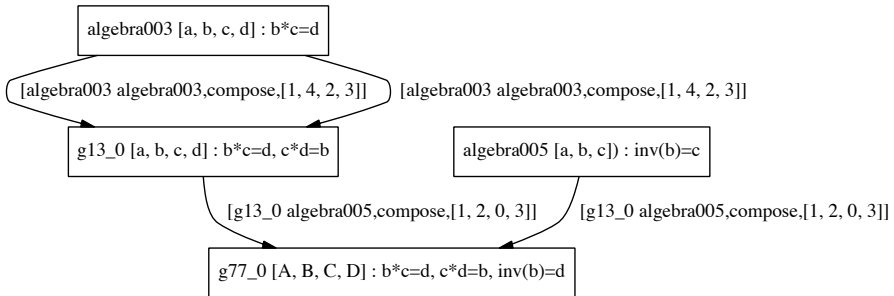 algebra003 [a, b, c, d] : b*c=d
[algebra003 algebra003,compose,[1, 4, 2, 3]] [algebra003 algebra003,compose,[1, 4, 2, 3]]
g13_0 [a, b, c, d] : b*c=d, c*d=b
algebra005 [a, b, c]) : inv(b)=c
[g13_0 algebra005,compose,[1, 2, 0, 3]] [g13_0 algebra005,compose,[1, 2, 0, 3]]
g77_0 [A, B, C, D] : b*c=d, c*d=b, inv(b)=d